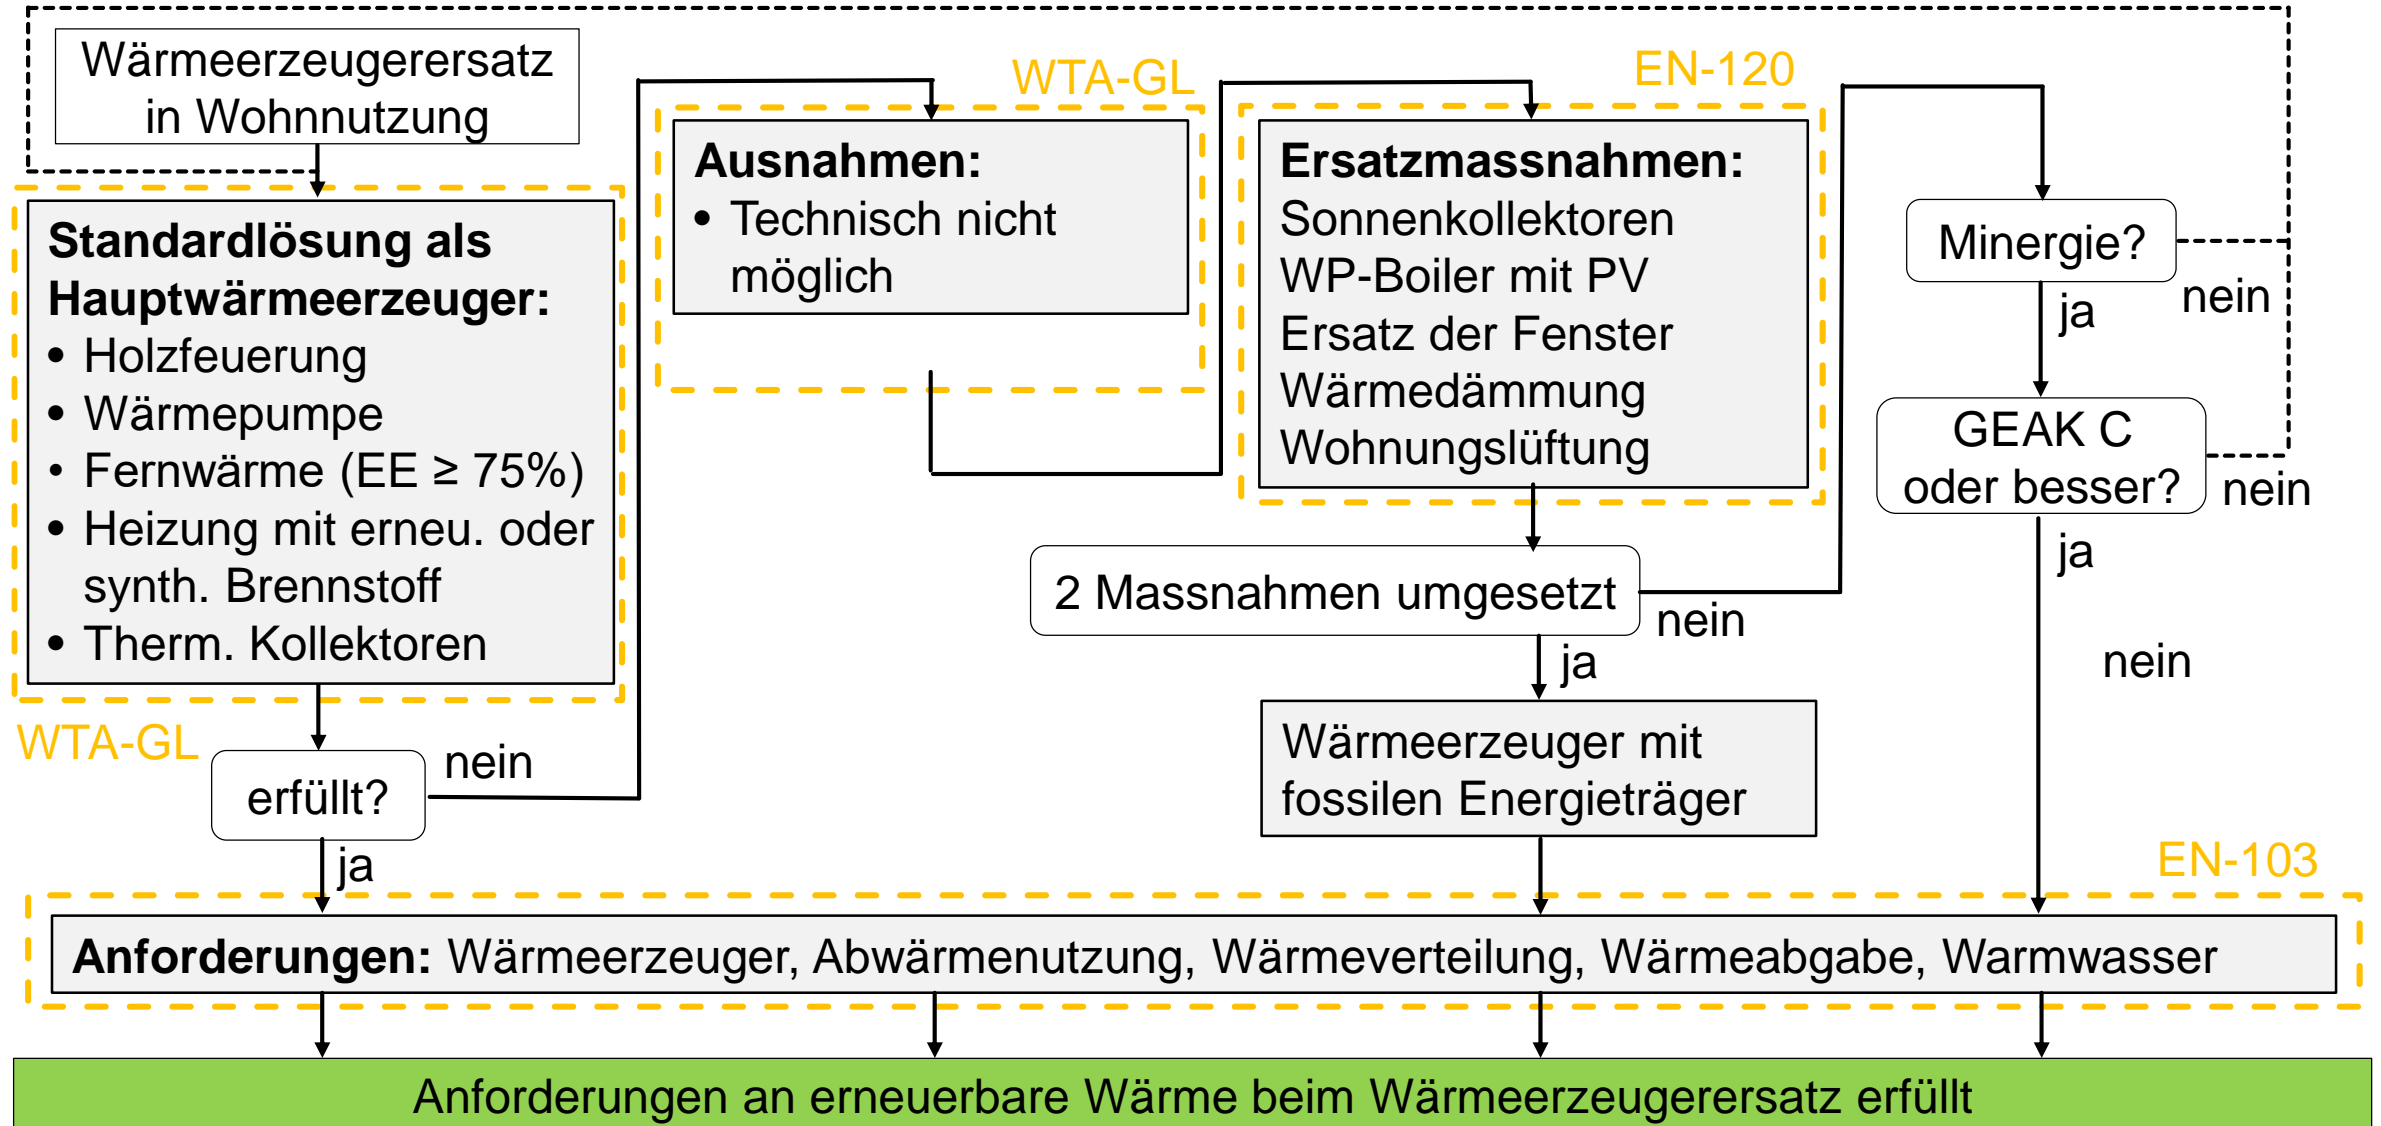 Wärmeerzeugerersatz
in Wohnnutzung
Standardlösung als
Hauptwärmeerzeuger:
• Holzfeuerung
• Wärmepumpe
• Fernwärme (EE ≥ 75%)
• Heizung mit erneu. oder
synth. Brennstoff
• Therm. Kollektoren
WTA-GL
erfüllt?
nein
ja
WTA-GL
Ausnahmen:
• Technisch nicht
möglich
EN-120
Ersatzmassnahmen:
Sonnenkollektoren
WP-Boiler mit PV
Ersatz der Fenster
Wärmedämmung
Wohnungslüftung
2 Massnahmen umgesetzt
nein
ja
Wärmeerzeuger mit
fossilen Energieträger
Minergie?
nein
ja
GEAK C
oder besser?
nein
ja
nein
EN-103
Anforderungen: Wärmeerzeuger, Abwärmenutzung, Wärmeverteilung, Wärmeabgabe, Warmwasser
Anforderungen an erneuerbare Wärme beim Wärmeerzeugerersatz erfüllt